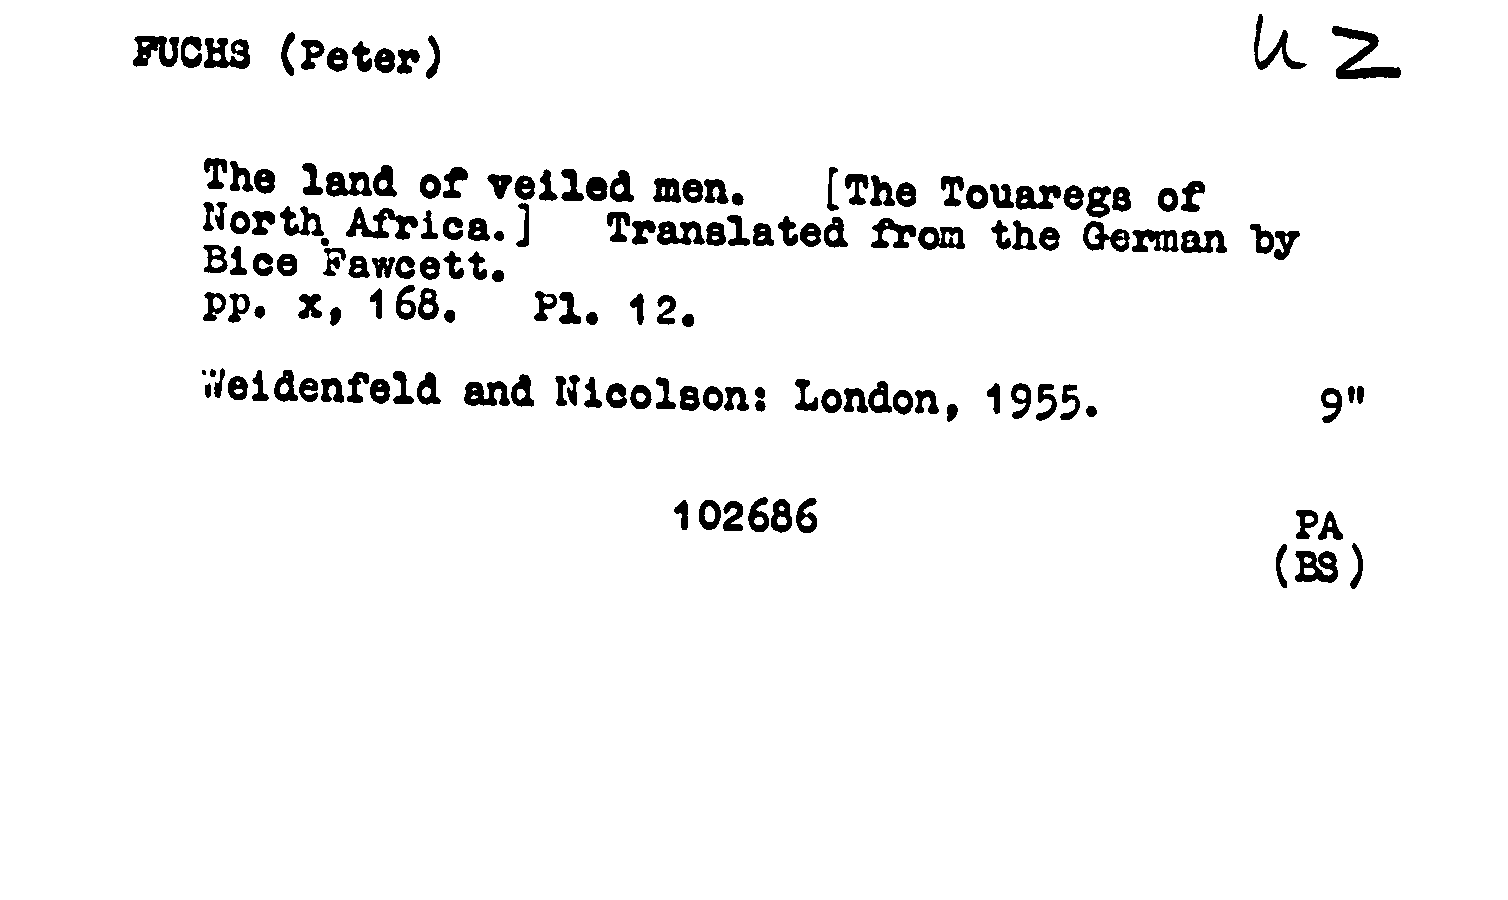 FUCHS (Peter)
The land of veiled men. [The Touaregs of
North Africa.] Translated from the German by
Bice Fawcett.
pp. x, 168. Pl. 12.
Weidenfeld and Nicolson: London, 1955. 9"
102686
PA
(BS)